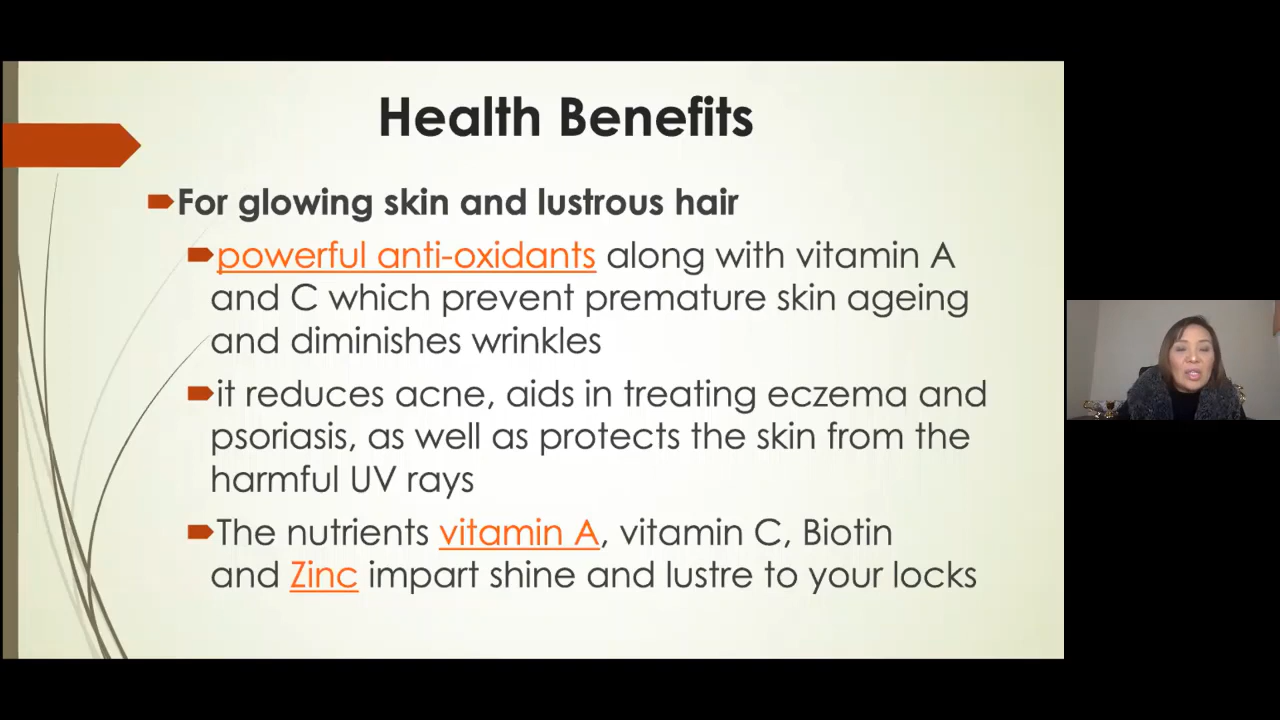 Health Benefits
For glowing skin and lustrous hair
powerful anti-oxidants along with vitamin A
and C which prevent premature skin ageing
and diminishes wrinkles
it reduces acne, aids in treating eczema and
psoriasis, as well as protects the skin from the
harmful UV rays
The nutrients vitamin A, vitamin C, Biotin
and Zinc impart shine and lustre to your locks